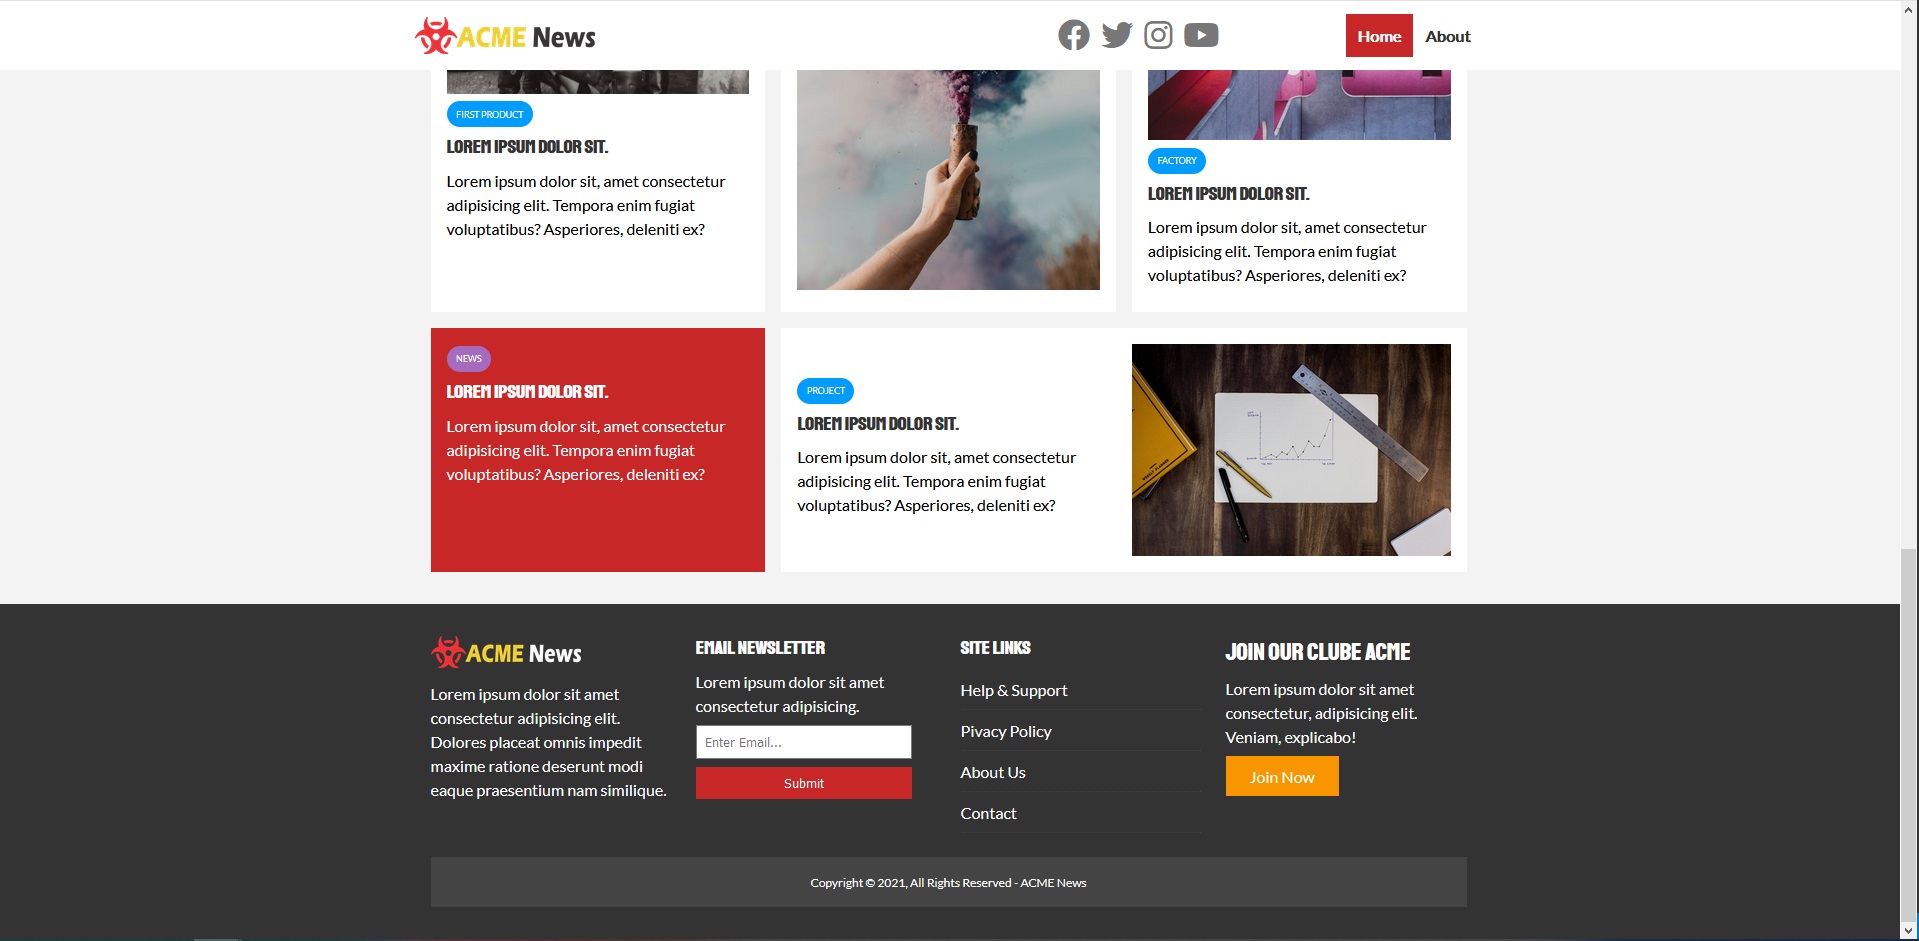 ACME News
Home
About
FIRST PRODUCT
LOREM IPSUM DOLOR SIT.
Lorem ipsum dolor sit, amet consectetur
adipisicing elit. Tempora enim fugiat
voluptatibus? Asperiores, deleniti ex?
FACTORY
LOREM IPSUM DOLOR SIT.
Lorem ipsum dolor sit, amet consectetur
adipisicing elit. Tempora enim fugiat
voluptatibus? Asperiores, deleniti ex?
NEWS
LOREM IPSUM DOLOR SIT.
Lorem ipsum dolor sit, amet consectetur
adipisicing elit. Tempora enim fugiat
voluptatibus? Asperiores, deleniti ex?
PROJECT
LOREM IPSUM DOLOR SIT.
Lorem ipsum dolor sit, amet consectetur
adipisicing elit. Tempora enim fugiat
voluptatibus? Asperiores, deleniti ex?
WEEKLY PLANNER
ACME News
Lorem ipsum dolor sit amet
consectetur adipisicing elit.
Dolores placeat omnis impedit
maxime ratione deserunt modi
eaque praesentium nam similique.
EMAIL NEWSLETTER
Lorem ipsum dolor sit amet
consectetur adipisicing.
Enter Email...
Submit
SITE LINKS
Help & Support
Pivacy Policy
About Us
Contact
JOIN OUR CLUBE ACME
Lorem ipsum dolor sit amet
consectetur, adipisicing elit.
Veniam, explicabo!
Join Now
Copyright © 2021, All Rights Reserved - ACME News